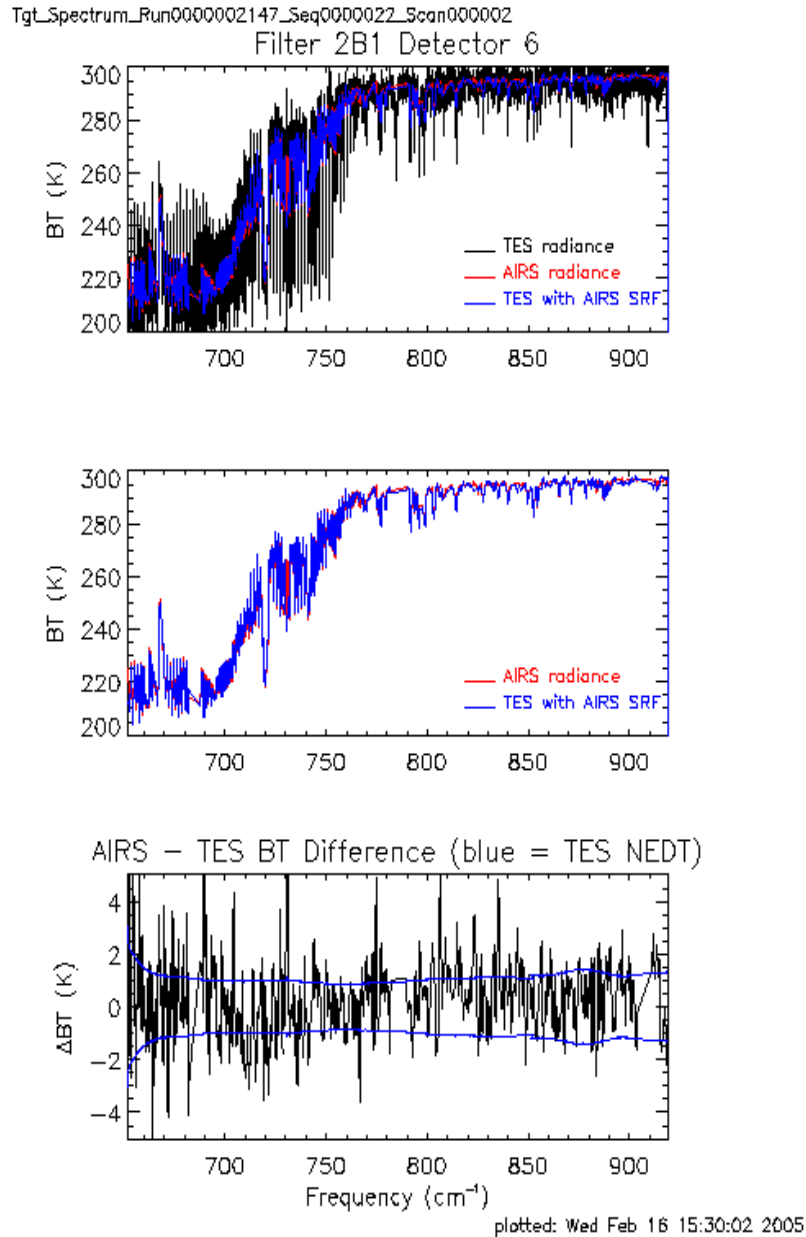 Tgt_Spectrum_Run0000002147_Seq0000022_Scan000002
Filter 2B1 Detector 6
300
280
260
240
220
200
BT (K)
TES radiance
AIRS radiance
TES with AIRS SRF
700 750 800 850 900
300
280
260
240
220
200
BT (K)
AIRS radiance
TES with AIRS SRF
700 750 800 850 900
AIRS – TES BT Difference (blue = TES NEDT)
4
2
0
−2
−4
ΔBT (K)
700 750 800 850 900
Frequency (cm⁻¹)
plotted: Wed Feb 16 15:30:02 2005